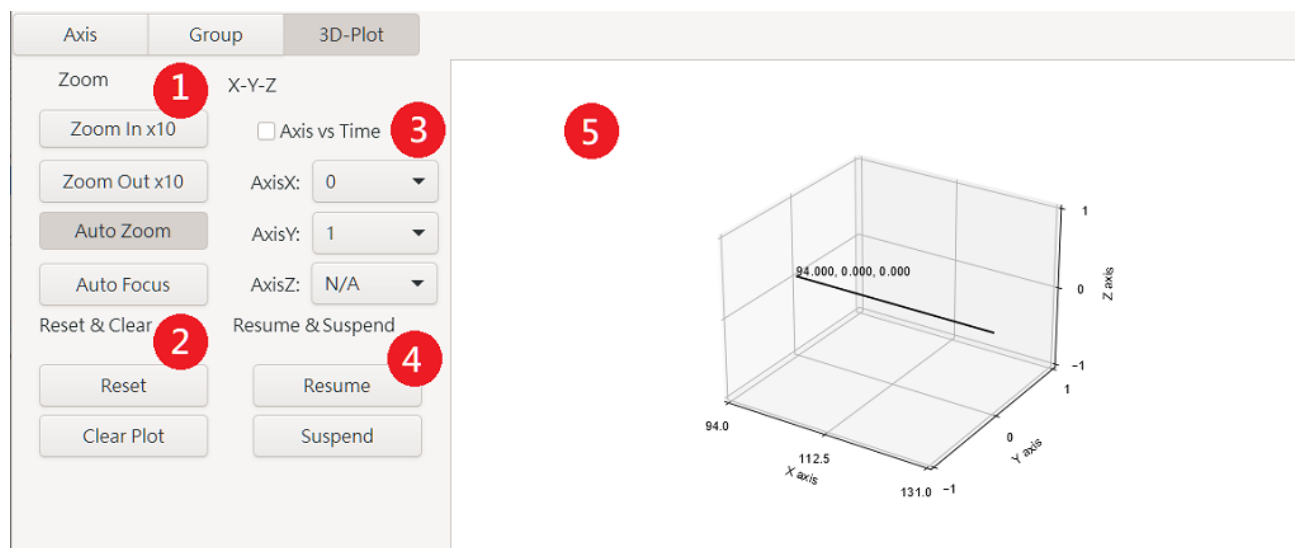 Axis Group 3D-Plot
Zoom 1 X-Y-Z
Zoom In x10 Axis vs Time 3
Zoom Out x10 AxisX: 0
Auto Zoom AxisY: 1
Auto Focus AxisZ: N/A
Reset & Clear 2 Resume & Suspend 4
Reset Resume
Clear Plot Suspend
5
94.000, 0.000, 0.000
1
0
Z axis
−1
1
0
Y axis
−1
94.0
112.5
X axis
131.0